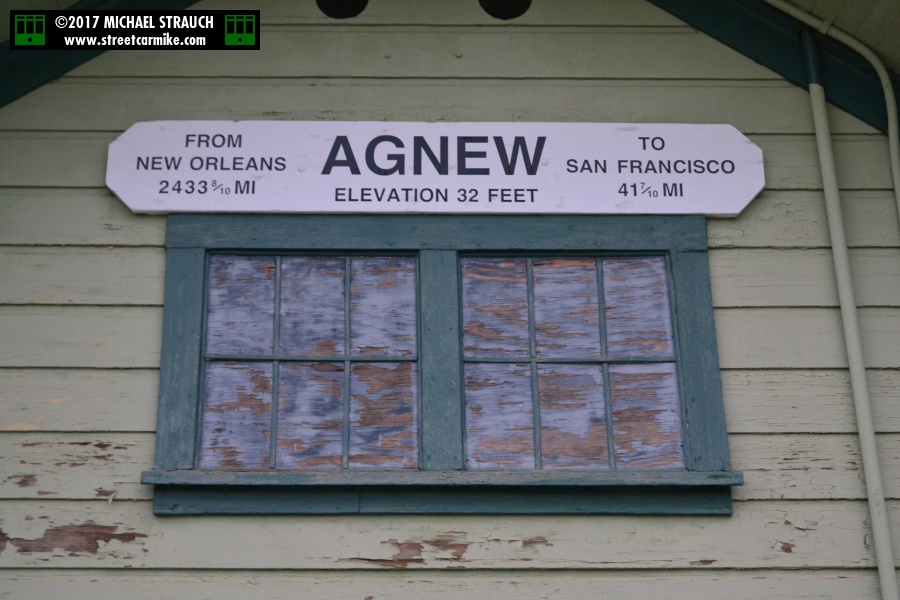 ©2017 MICHAEL STRAUCH
www.streetcarmike.com
FROM
NEW ORLEANS
2433 8/10 MI
AGNEW
ELEVATION 32 FEET
TO
SAN FRANCISCO
41 7/10 MI